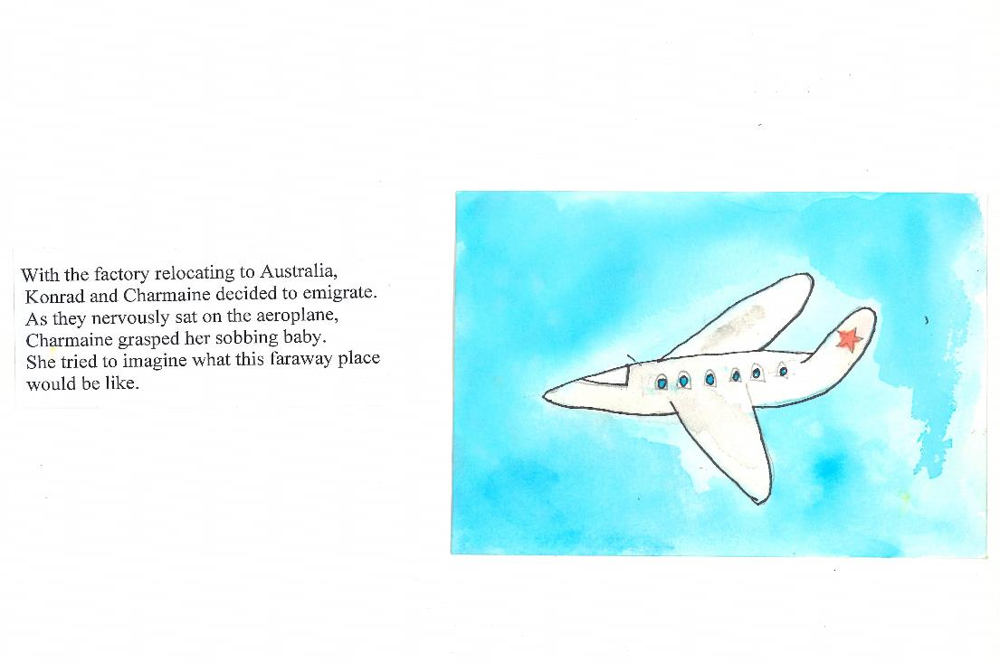 With the factory relocating to Australia,
Konrad and Charmaine decided to emigrate.
As they nervously sat on the aeroplane,
Charmaine grasped her sobbing baby.
She tried to imagine what this faraway place
would be like.